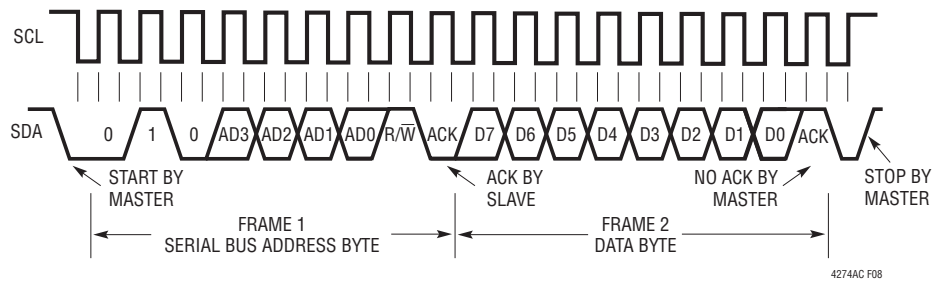 SCL
SDA
0 1 0 AD3 AD2 AD1 AD0 R/W̅ ACK D7 D6 D5 D4 D3 D2 D1 D0 ACK
START BY
MASTER
ACK BY
SLAVE
NO ACK BY
MASTER
STOP BY
MASTER
FRAME 1
SERIAL BUS ADDRESS BYTE
FRAME 2
DATA BYTE
4274AC F08